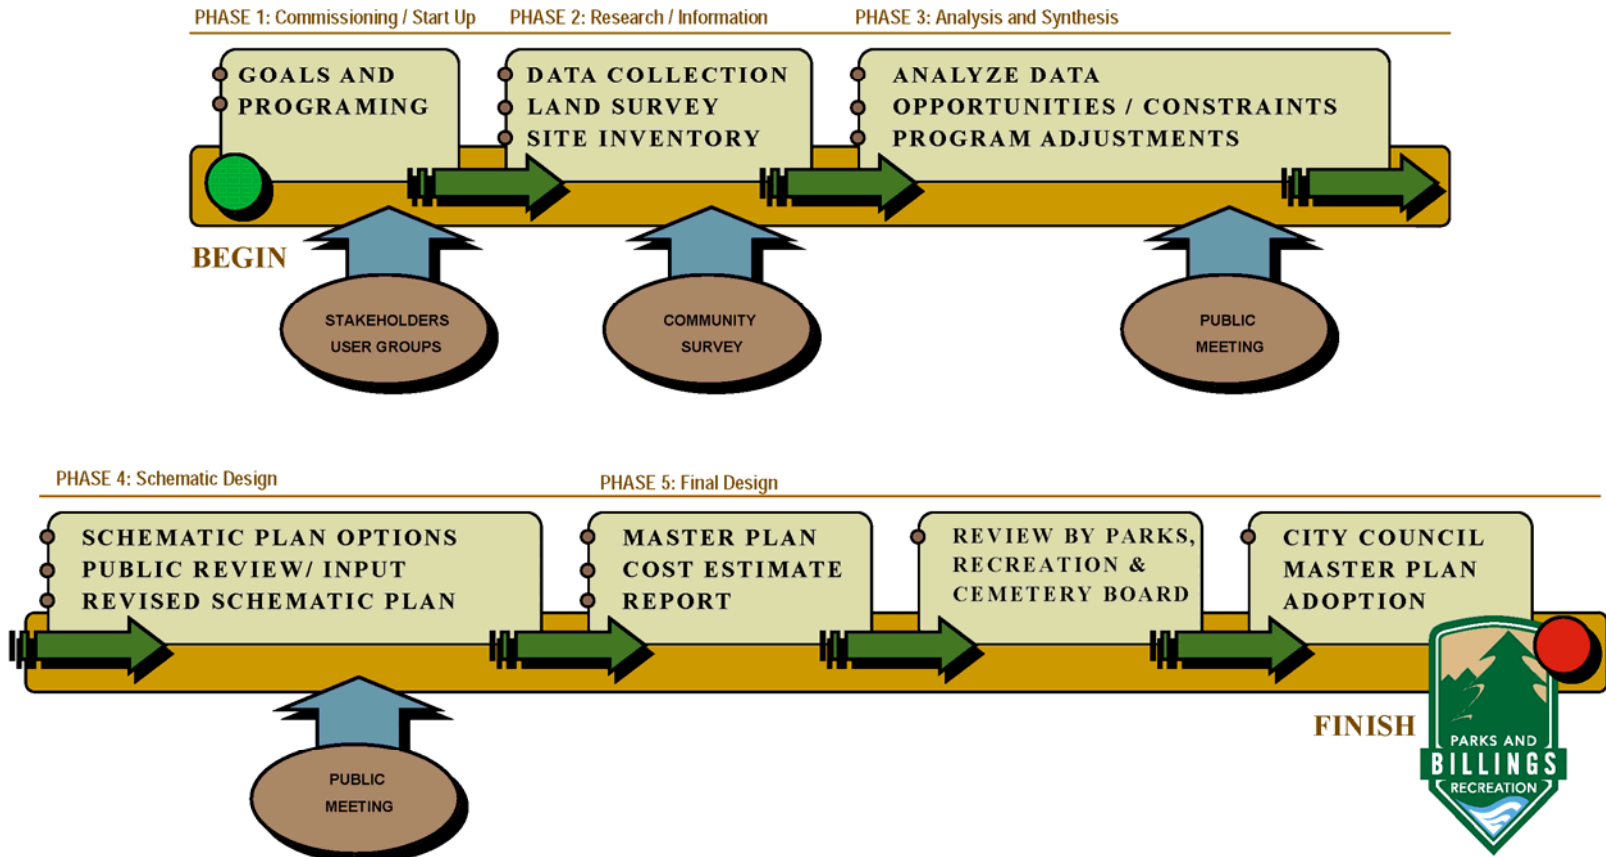 PHASE 1: Commissioning / Start Up
PHASE 2: Research / Information
PHASE 3: Analysis and Synthesis
GOALS AND
PROGRAMING
DATA COLLECTION
LAND SURVEY
SITE INVENTORY
ANALYZE DATA
OPPORTUNITIES / CONSTRAINTS
PROGRAM ADJUSTMENTS
BEGIN
STAKEHOLDERS
USER GROUPS
COMMUNITY
SURVEY
PUBLIC
MEETING
PHASE 4: Schematic Design
PHASE 5: Final Design
SCHEMATIC PLAN OPTIONS
PUBLIC REVIEW/ INPUT
REVISED SCHEMATIC PLAN
MASTER PLAN
COST ESTIMATE
REPORT
REVIEW BY PARKS,
RECREATION &
CEMETERY BOARD
CITY COUNCIL
MASTER PLAN
ADOPTION
PUBLIC
MEETING
FINISH
PARKS AND
BILLINGS
RECREATION